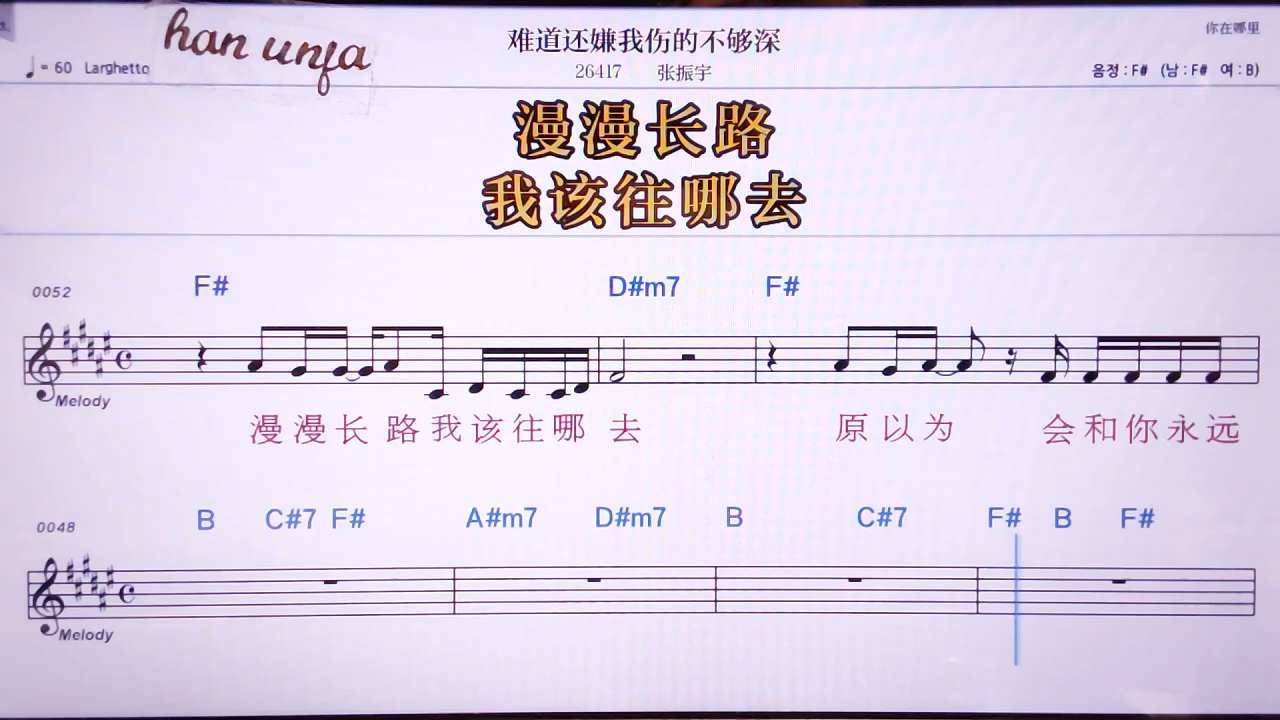 han unja
难道还嫌我伤的不够深
你在哪里
♩= 60 Larghetto
26417 张振宇
음정 : F# (남 : F# 여 : B)
漫漫长路
我该往哪去
0052 F# D#m7 F#
Melody
漫漫长 路我该往哪 去 原以为 会和你永远
0048 B C#7 F# A#m7 D#m7 B C#7 F# B F#
Melody